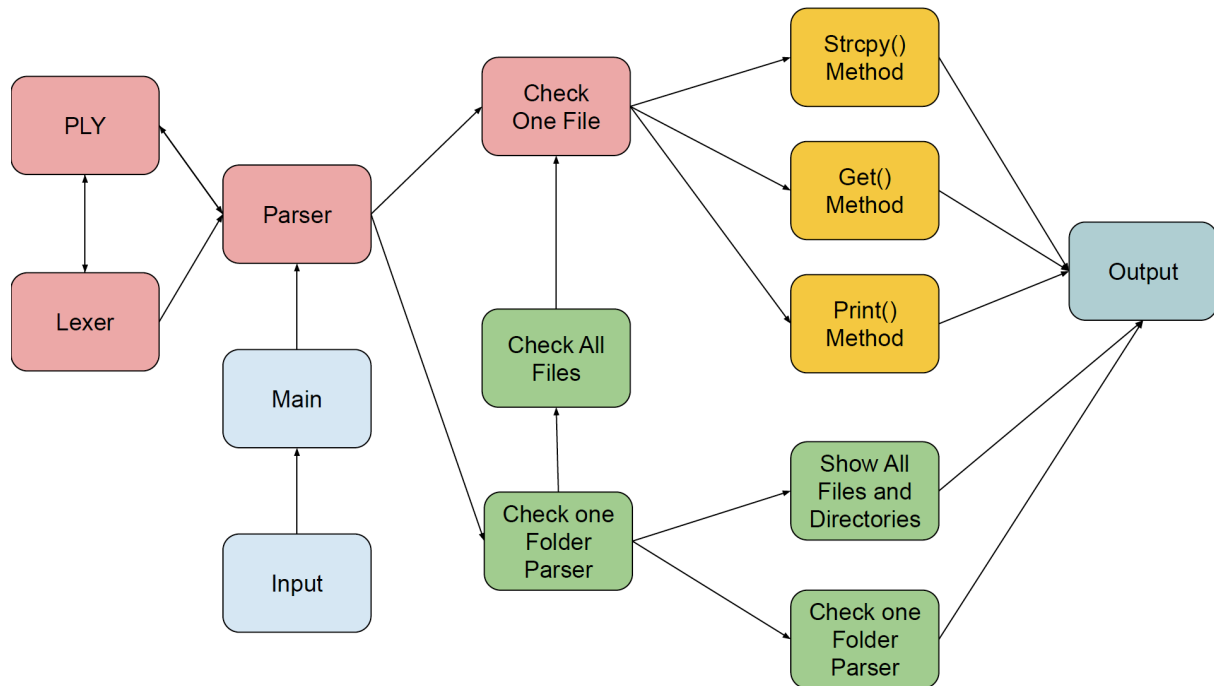 PLY
Lexer
Parser
Main
Input
Check
One File
Check All
Files
Check one
Folder
Parser
Strcpy()
Method
Get()
Method
Print()
Method
Show All
Files and
Directories
Check one
Folder
Parser
Output